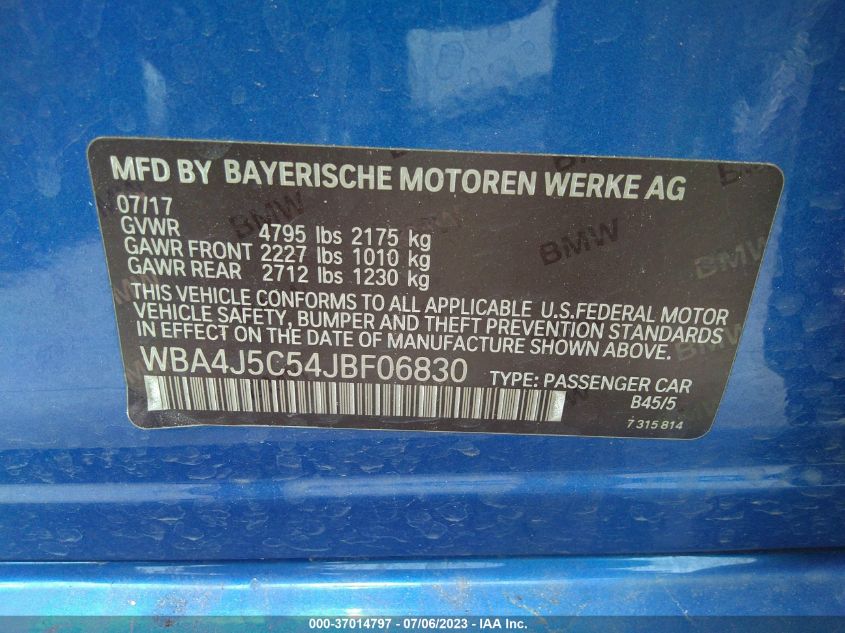 MFD BY BAYERISCHE MOTOREN WERKE AG
07/17
GVWR 4795 lbs 2175 kg
GAWR FRONT 2227 lbs 1010 kg
GAWR REAR 2712 lbs 1230 kg
THIS VEHICLE CONFORMS TO ALL APPLICABLE U.S.FEDERAL MOTOR
VEHICLE SAFETY, BUMPER AND THEFT PREVENTION STANDARDS
IN EFFECT ON THE DATE OF MANUFACTURE SHOWN ABOVE.
WBA4J5C54JBF06830 TYPE: PASSENGER CAR
B45/5
7 315 814
BMW
BMW
BMW
000-37014797 - 07/06/2023 - IAA Inc.